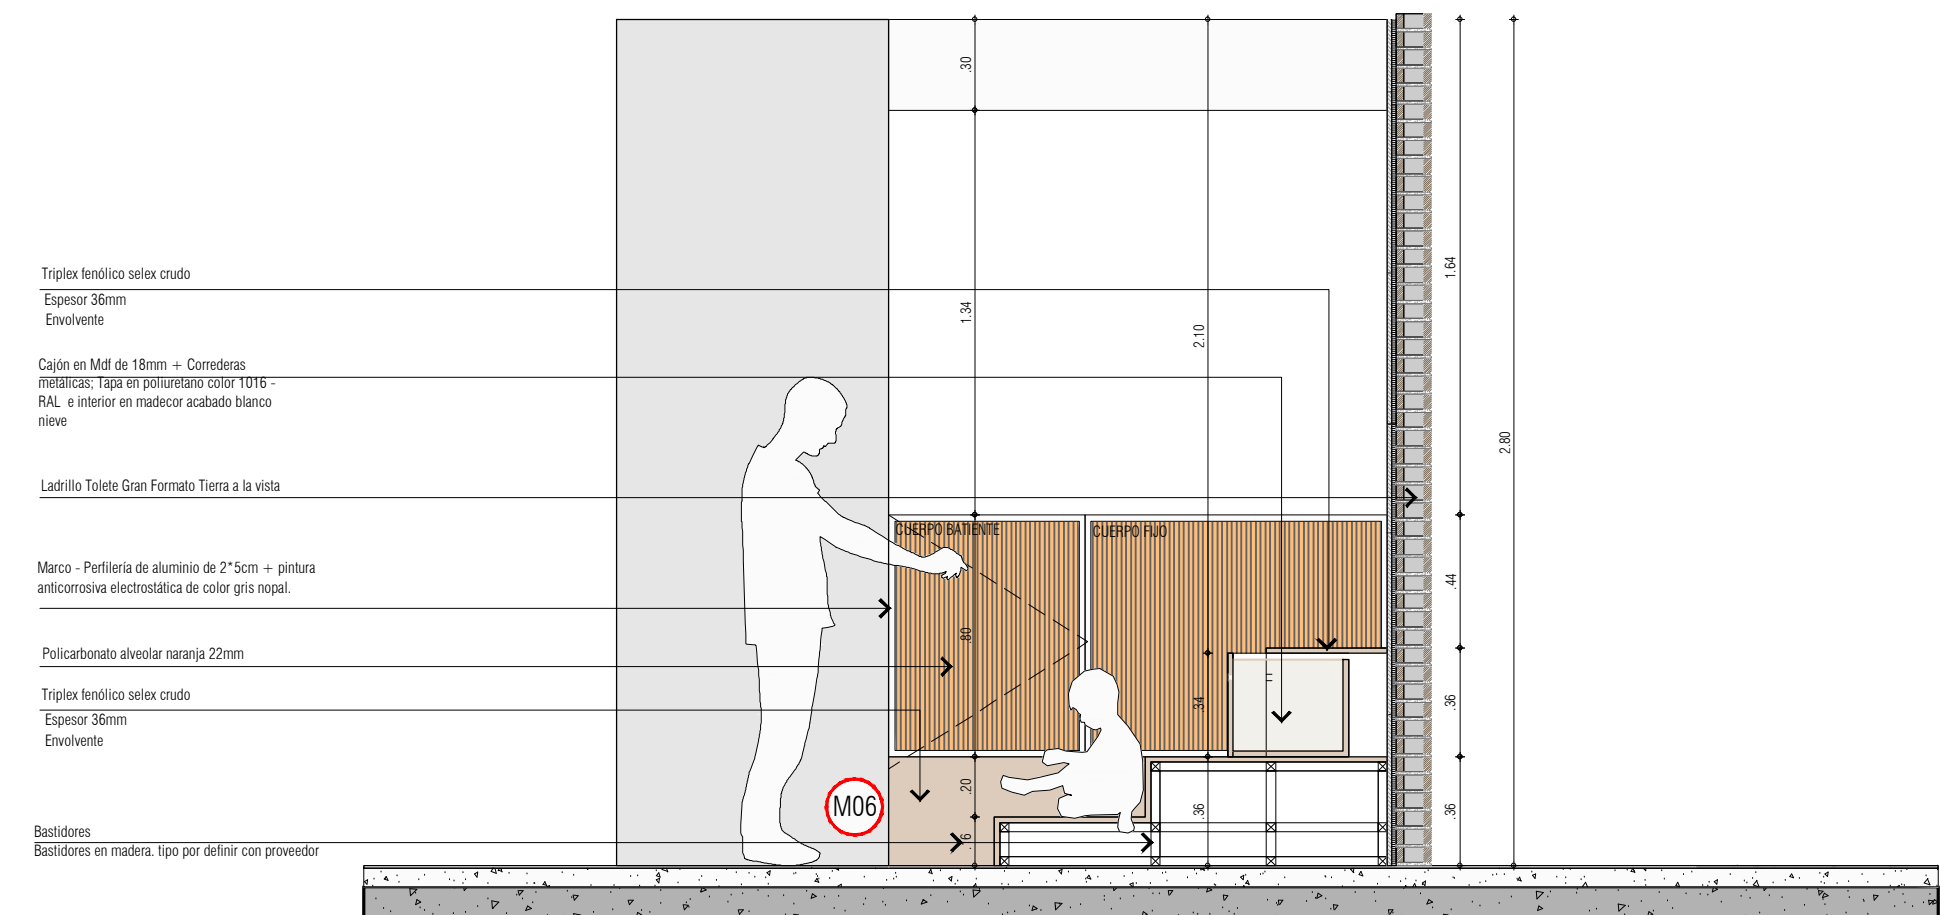 Triplex fenólico selex crudo
Espesor 36mm
Envolvente
Cajón en Mdf de 18mm + Correderas
metálicas; Tapa en poliuretano color 1016 -
RAL e interior en madecor acabado blanco
nieve
Ladrillo Tolete Gran Formato Tierra a la vista
Marco - Perfilería de aluminio de 2*5cm + pintura
anticorrosiva electrostática de color gris nopal.
Policarbonato alveolar naranja 22mm
Triplex fenólico selex crudo
Espesor 36mm
Envolvente
Bastidores
Bastidores en madera. tipo por definir con proveedor
M06
CUERPO BATIENTE
CUERPO FIJO
.30
1.34
.80
.20
2.10
.34
.36
1.64
.44
.36
.36
2.80